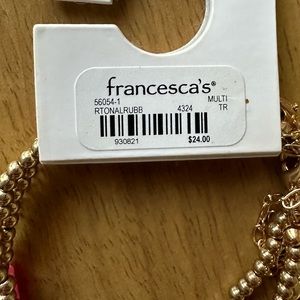 francesca's®
56054-1 MULTI
RTONALRUBB 4324 TR
930821 $24.00